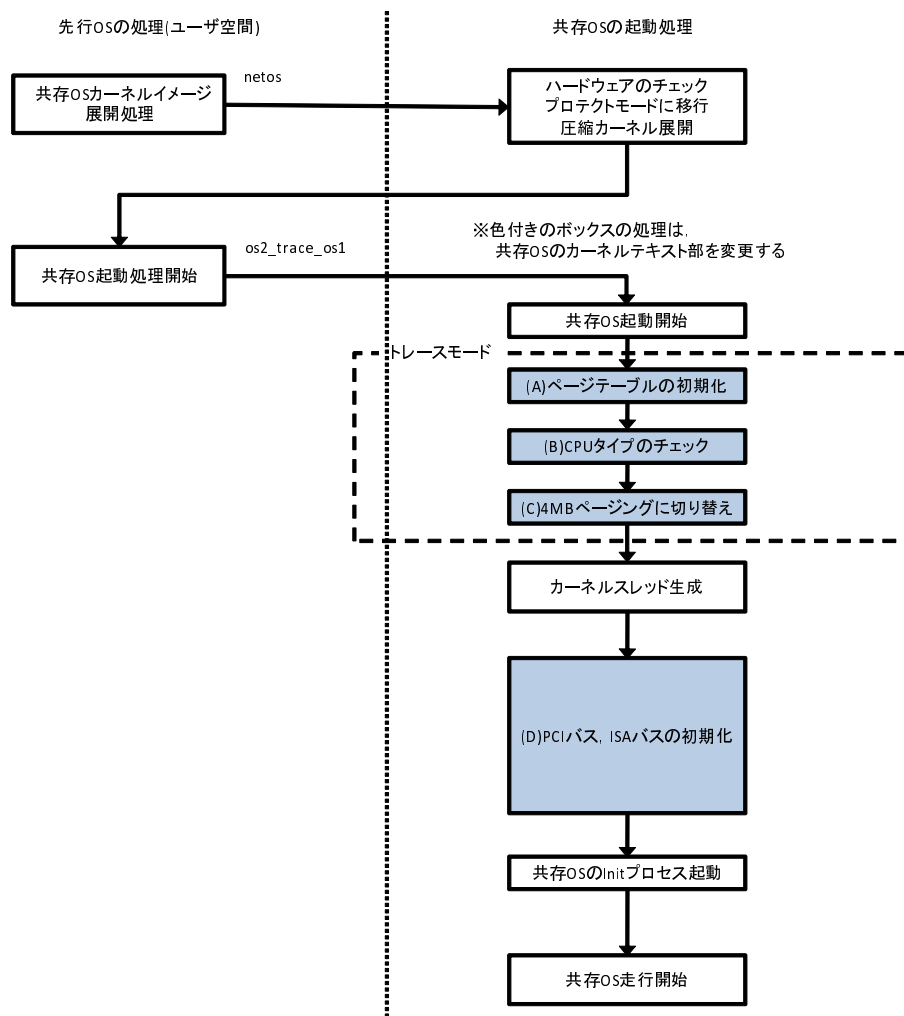 先行OSの処理(ユーザ空間)
共存OSの起動処理
共存OSカーネルイメージ
展開処理
netos
ハードウェアのチェック
プロテクトモードに移行
圧縮カーネル展開
共存OS起動処理開始
os2_trace_os1
※色付きのボックスの処理は,
共存OSのカーネルテキスト部を変更する
共存OS起動開始
トレースモード
(A)ページテーブルの初期化
(B)CPUタイプのチェック
(C)4MBページングに切り替え
カーネルスレッド生成
(D)PCIバス, ISAバスの初期化
共存OSのInitプロセス起動
共存OS走行開始